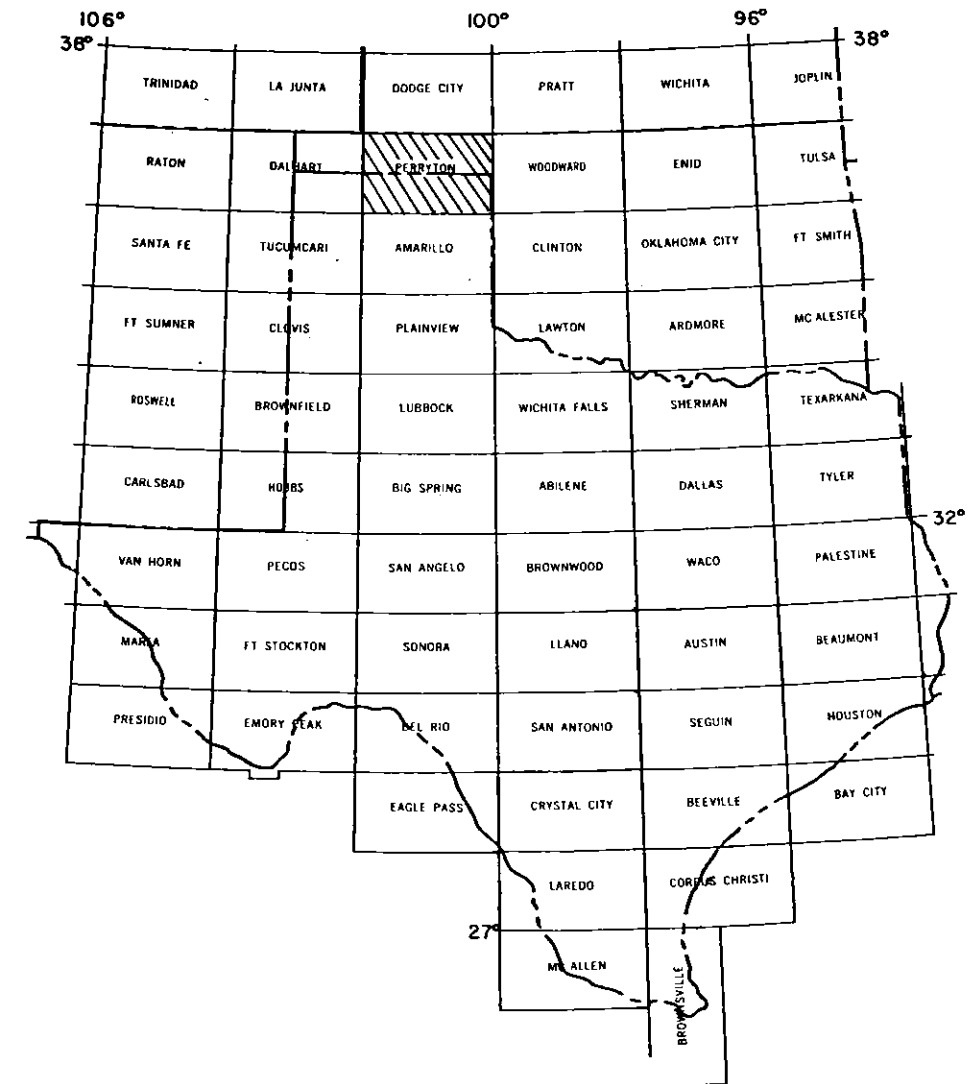 106° 100° 96°
38° 38°
TRINIDAD LA JUNTA DODGE CITY PRATT WICHITA JOPLIN
RATON DALHART PERRYTON WOODWARD ENID TULSA
SANTA FE TUCUMCARI AMARILLO CLINTON OKLAHOMA CITY FT SMITH
FT SUMNER CLOVIS PLAINVIEW LAWTON ARDMORE MC ALESTER
ROSWELL BROWNFIELD LUBBOCK WICHITA FALLS SHERMAN TEXARKANA
CARLSBAD HOBBS BIG SPRING ABILENE DALLAS TYLER
32°
VAN HORN PECOS SAN ANGELO BROWNWOOD WACO PALESTINE
MARFA FT STOCKTON SONORA LLANO AUSTIN BEAUMONT
PRESIDIO EMORY PEAK DEL RIO SAN ANTONIO SEGUIN HOUSTON
EAGLE PASS CRYSTAL CITY BEEVILLE BAY CITY
LAREDO CORPUS CHRISTI
27°
MC ALLEN
BROWNSVILLE